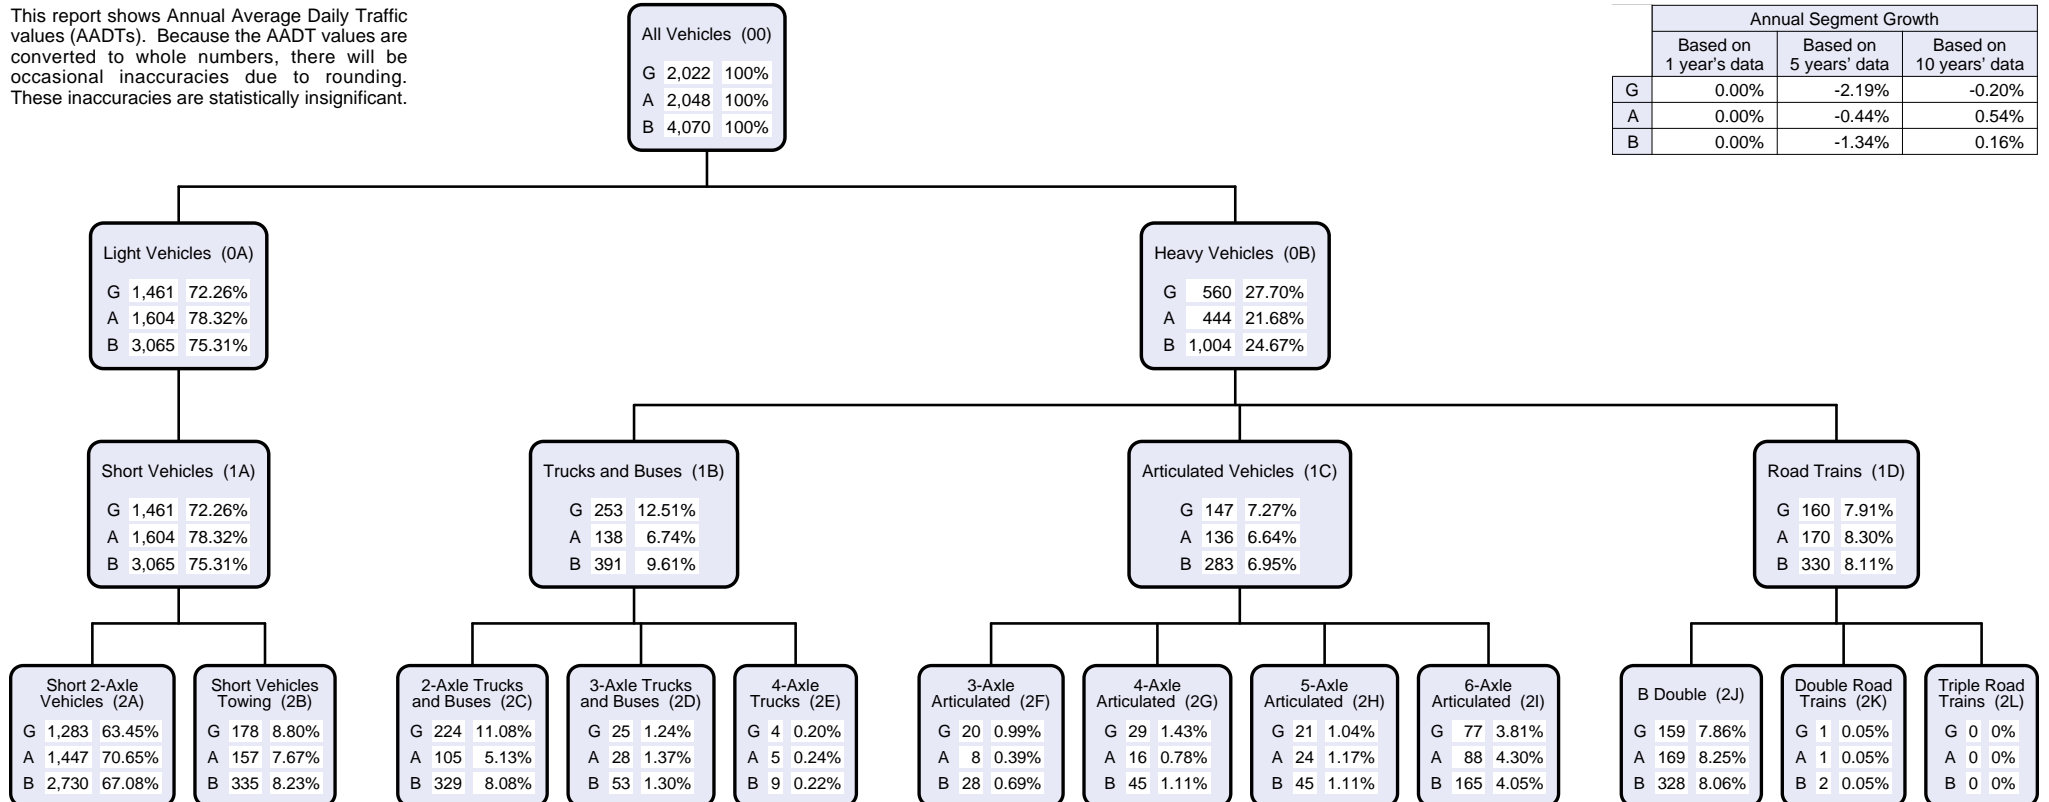 This report shows Annual Average Daily Traffic
values (AADTs). Because the AADT values are
converted to whole numbers, there will be
occasional inaccuracies due to rounding.
These inaccuracies are statistically insignificant.
All Vehicles (00)
G 2,022 100%
A 2,048 100%
B 4,070 100%
Annual Segment Growth
Based on 1 year's data Based on 5 years' data Based on 10 years' data
G 0.00% -2.19% -0.20%
A 0.00% -0.44% 0.54%
B 0.00% -1.34% 0.16%
Light Vehicles (0A)
G 1,461 72.26%
A 1,604 78.32%
B 3,065 75.31%
Heavy Vehicles (0B)
G 560 27.70%
A 444 21.68%
B 1,004 24.67%
Short Vehicles (1A)
G 1,461 72.26%
A 1,604 78.32%
B 3,065 75.31%
Trucks and Buses (1B)
G 253 12.51%
A 138 6.74%
B 391 9.61%
Articulated Vehicles (1C)
G 147 7.27%
A 136 6.64%
B 283 6.95%
Road Trains (1D)
G 160 7.91%
A 170 8.30%
B 330 8.11%
Short 2-Axle
Vehicles (2A)
G 1,283 63.45%
A 1,447 70.65%
B 2,730 67.08%
Short Vehicles
Towing (2B)
G 178 8.80%
A 157 7.67%
B 335 8.23%
2-Axle Trucks
and Buses (2C)
G 224 11.08%
A 105 5.13%
B 329 8.08%
3-Axle Trucks
and Buses (2D)
G 25 1.24%
A 28 1.37%
B 53 1.30%
4-Axle
Trucks (2E)
G 4 0.20%
A 5 0.24%
B 9 0.22%
3-Axle
Articulated (2F)
G 20 0.99%
A 8 0.39%
B 28 0.69%
4-Axle
Articulated (2G)
G 29 1.43%
A 16 0.78%
B 45 1.11%
5-Axle
Articulated (2H)
G 21 1.04%
A 24 1.17%
B 45 1.11%
6-Axle
Articulated (2I)
G 77 3.81%
A 88 4.30%
B 165 4.05%
B Double (2J)
G 159 7.86%
A 169 8.25%
B 328 8.06%
Double Road
Trains (2K)
G 1 0.05%
A 1 0.05%
B 2 0.05%
Triple Road
Trains (2L)
G 0 0%
A 0 0%
B 0 0%